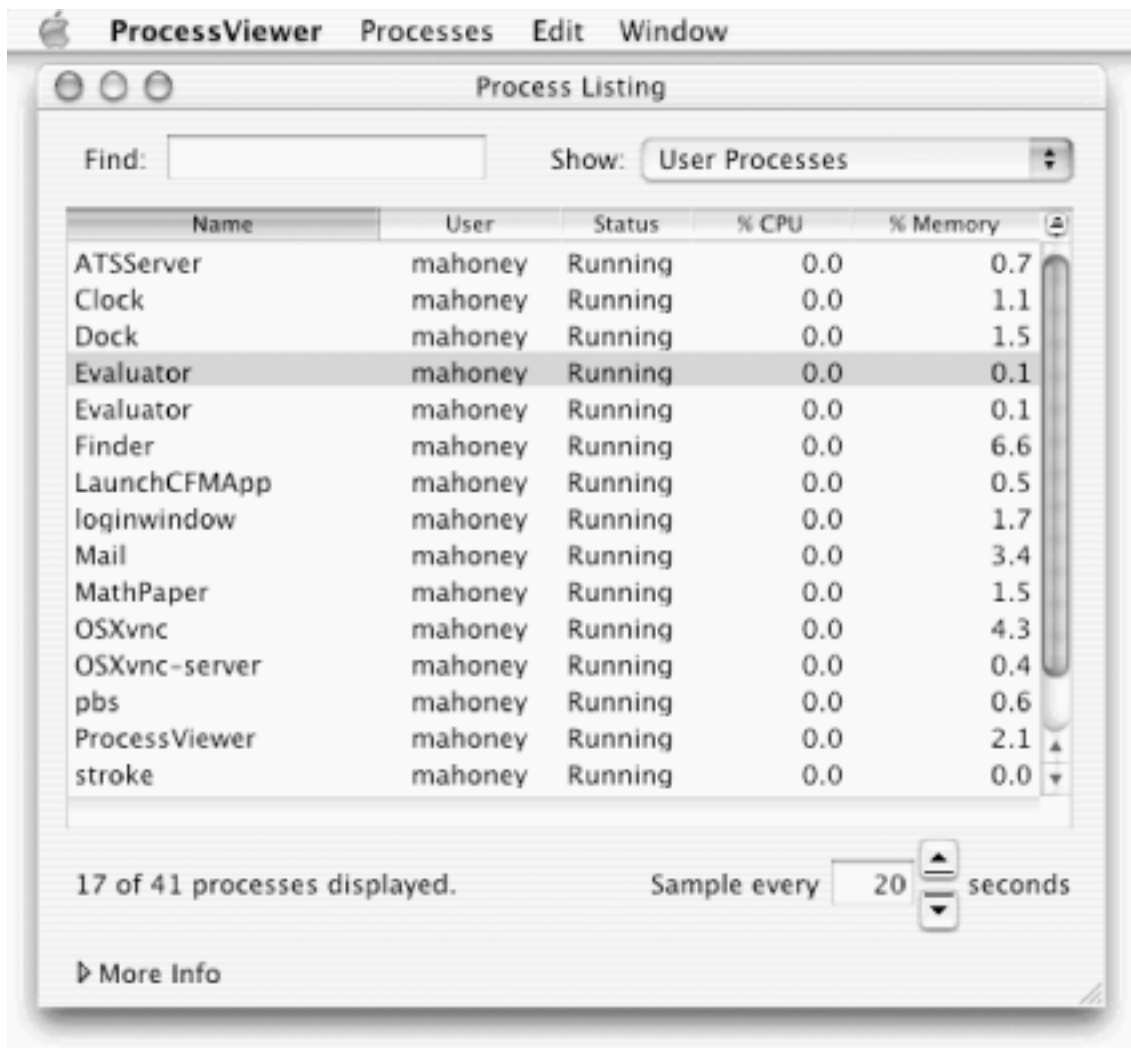 ProcessViewer Processes Edit Window
Process Listing
Find: Show: User Processes
Name User Status % CPU % Memory
ATSServer mahoney Running 0.0 0.7
Clock mahoney Running 0.0 1.1
Dock mahoney Running 0.0 1.5
Evaluator mahoney Running 0.0 0.1
Evaluator mahoney Running 0.0 0.1
Finder mahoney Running 0.0 6.6
LaunchCFMApp mahoney Running 0.0 0.5
loginwindow mahoney Running 0.0 1.7
Mail mahoney Running 0.0 3.4
MathPaper mahoney Running 0.0 1.5
OSXvnc mahoney Running 0.0 4.3
OSXvnc-server mahoney Running 0.0 0.4
pbs mahoney Running 0.0 0.6
ProcessViewer mahoney Running 0.0 2.1
stroke mahoney Running 0.0 0.0
17 of 41 processes displayed. Sample every 20 seconds
More Info